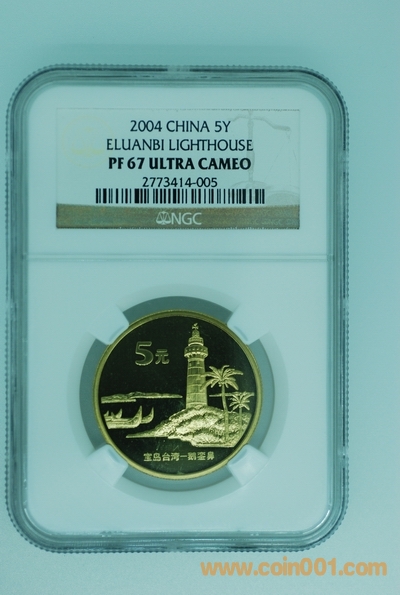 2004 CHINA 5Y
ELUANBI LIGHTHOUSE
PF 67 ULTRA CAMEO
2773414-005
NGC
5元
宝岛台湾－鹅銮鼻
www.coin001.com